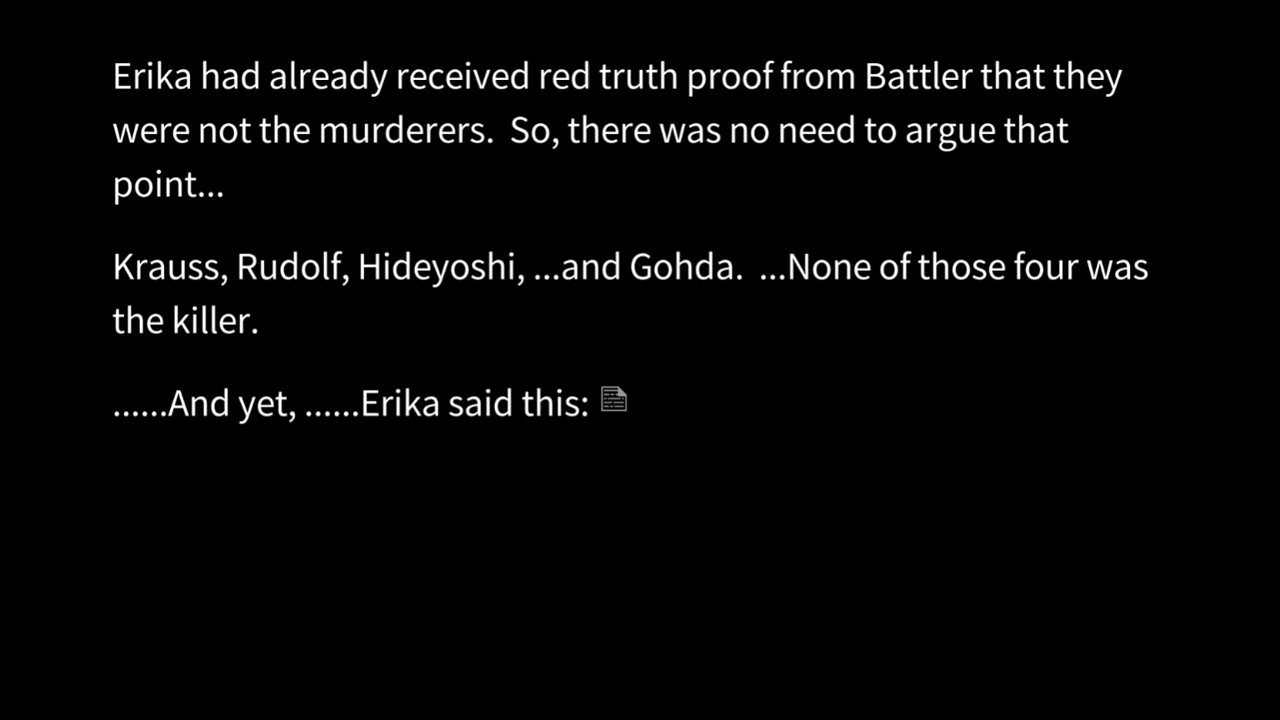 Erika had already received red truth proof from Battler that they
were not the murderers.  So, there was no need to argue that
point...
Krauss, Rudolf, Hideyoshi, ...and Gohda.  ...None of those four was
the killer.
......And yet, ......Erika said this: